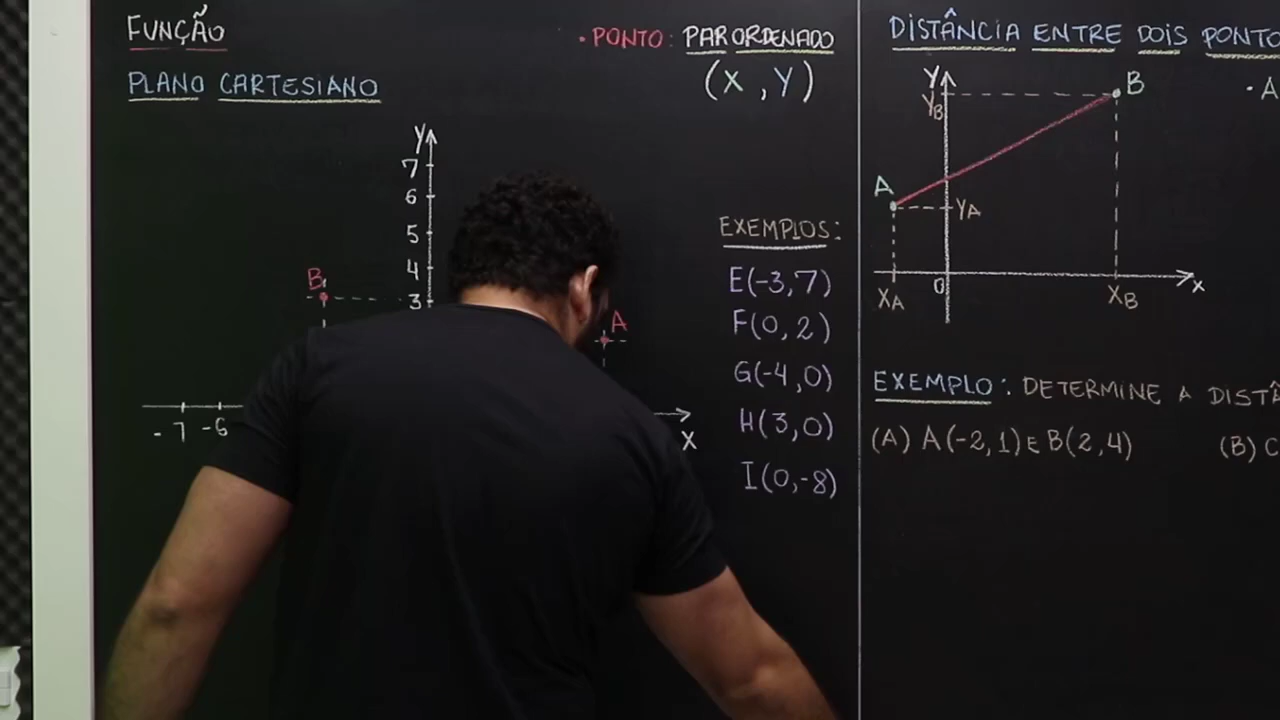 FUNÇÃO
PLANO CARTESIANO
Y
7
6
5
4
3
B
A
-7 -6
X
• PONTO: PAR ORDENADO
(X, Y)
EXEMPLOS:
E(-3,7)
F(0,2)
G(-4,0)
H(3,0)
I(0,-8)
DISTÂNCIA ENTRE DOIS PONTO
Y
YB
B
A
YA
0
XA
XB
X
• A
EXEMPLO: DETERMINE A DISTÂ
(A) A(-2,1) E B(2,4) (B) C